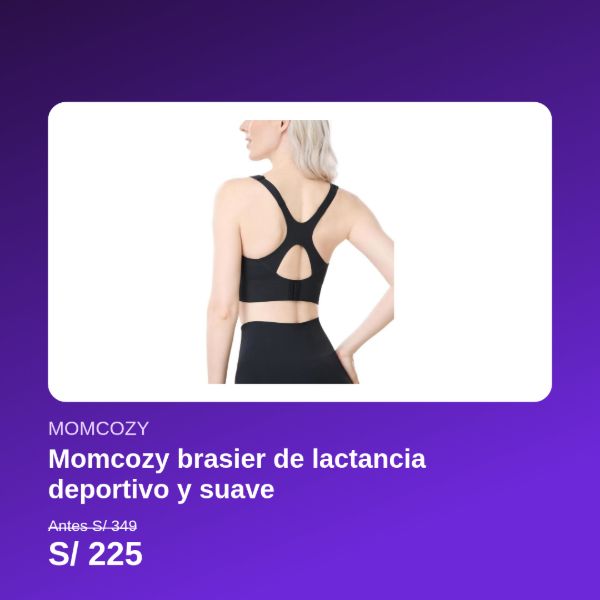 MOMCOZY
Momcozy brasier de lactancia
deportivo y suave
Antes S/ 349
S/ 225